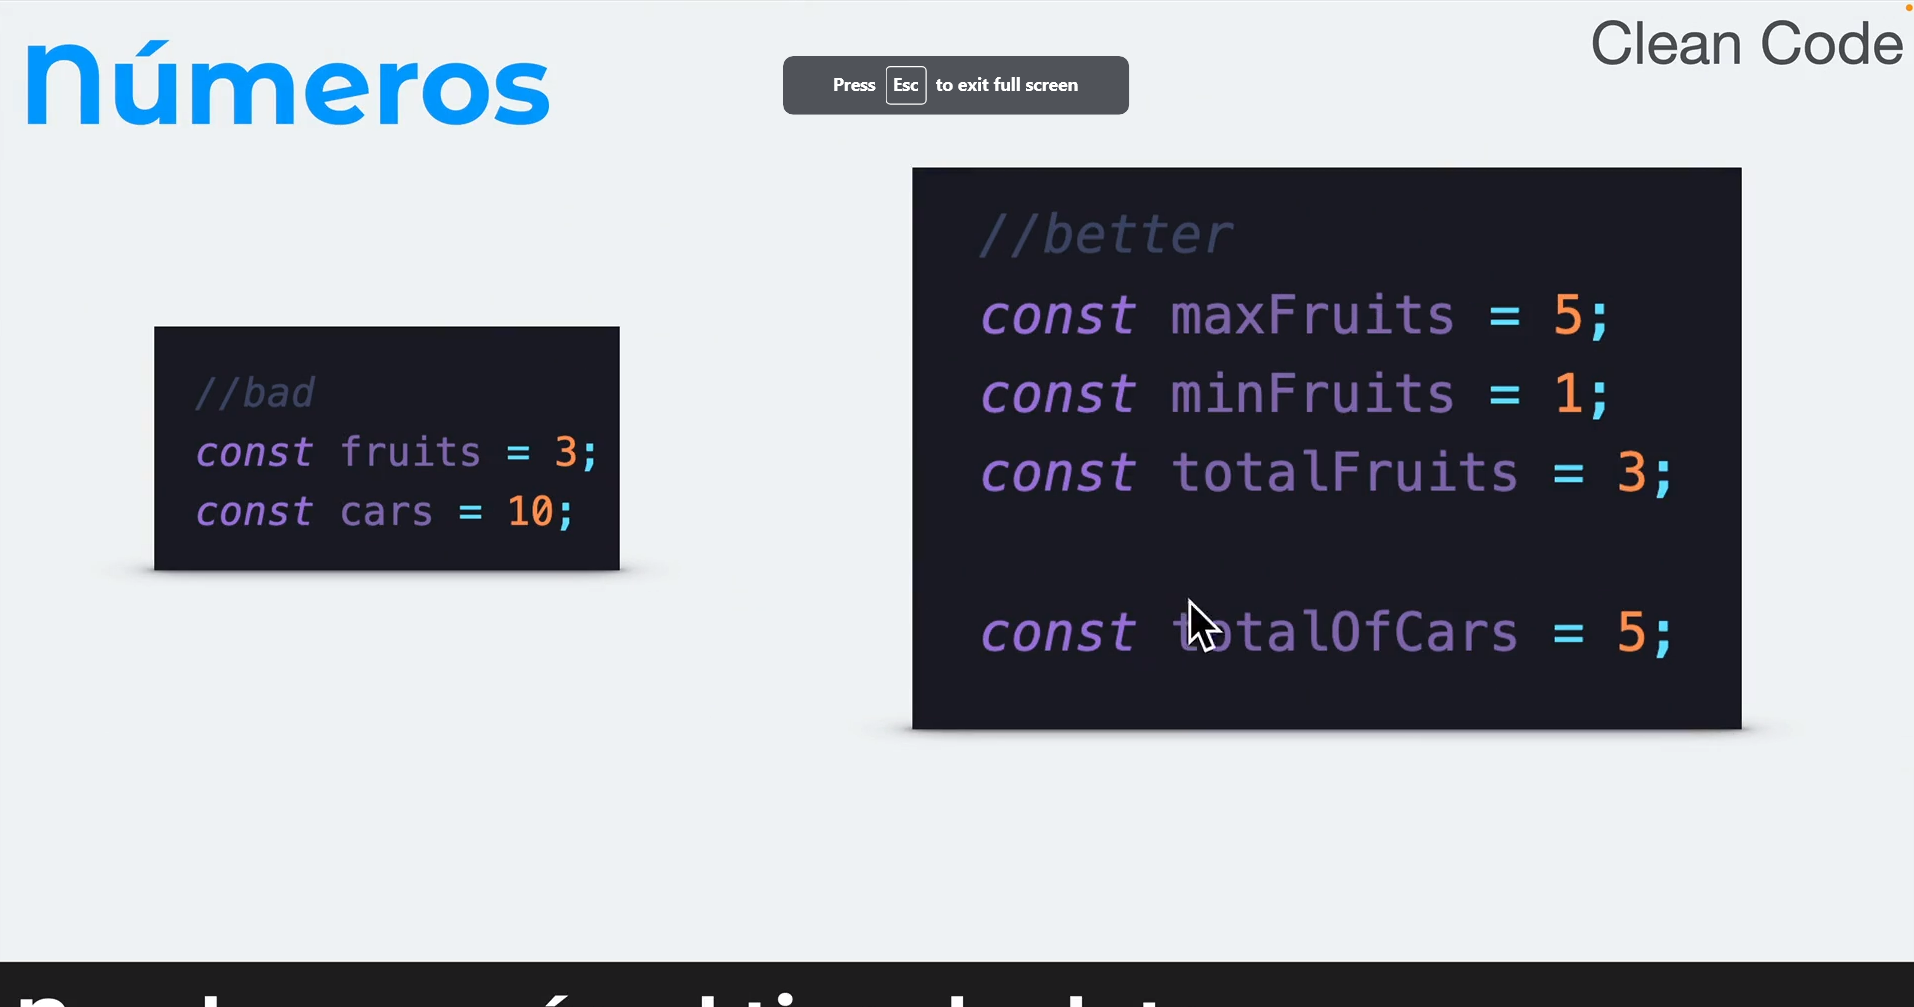 Números
Clean Code
Press Esc to exit full screen
//bad
const fruits = 3;
const cars = 10;
//better
const maxFruits = 5;
const minFruits = 1;
const totalFruits = 3;
const totalOfCars = 5;